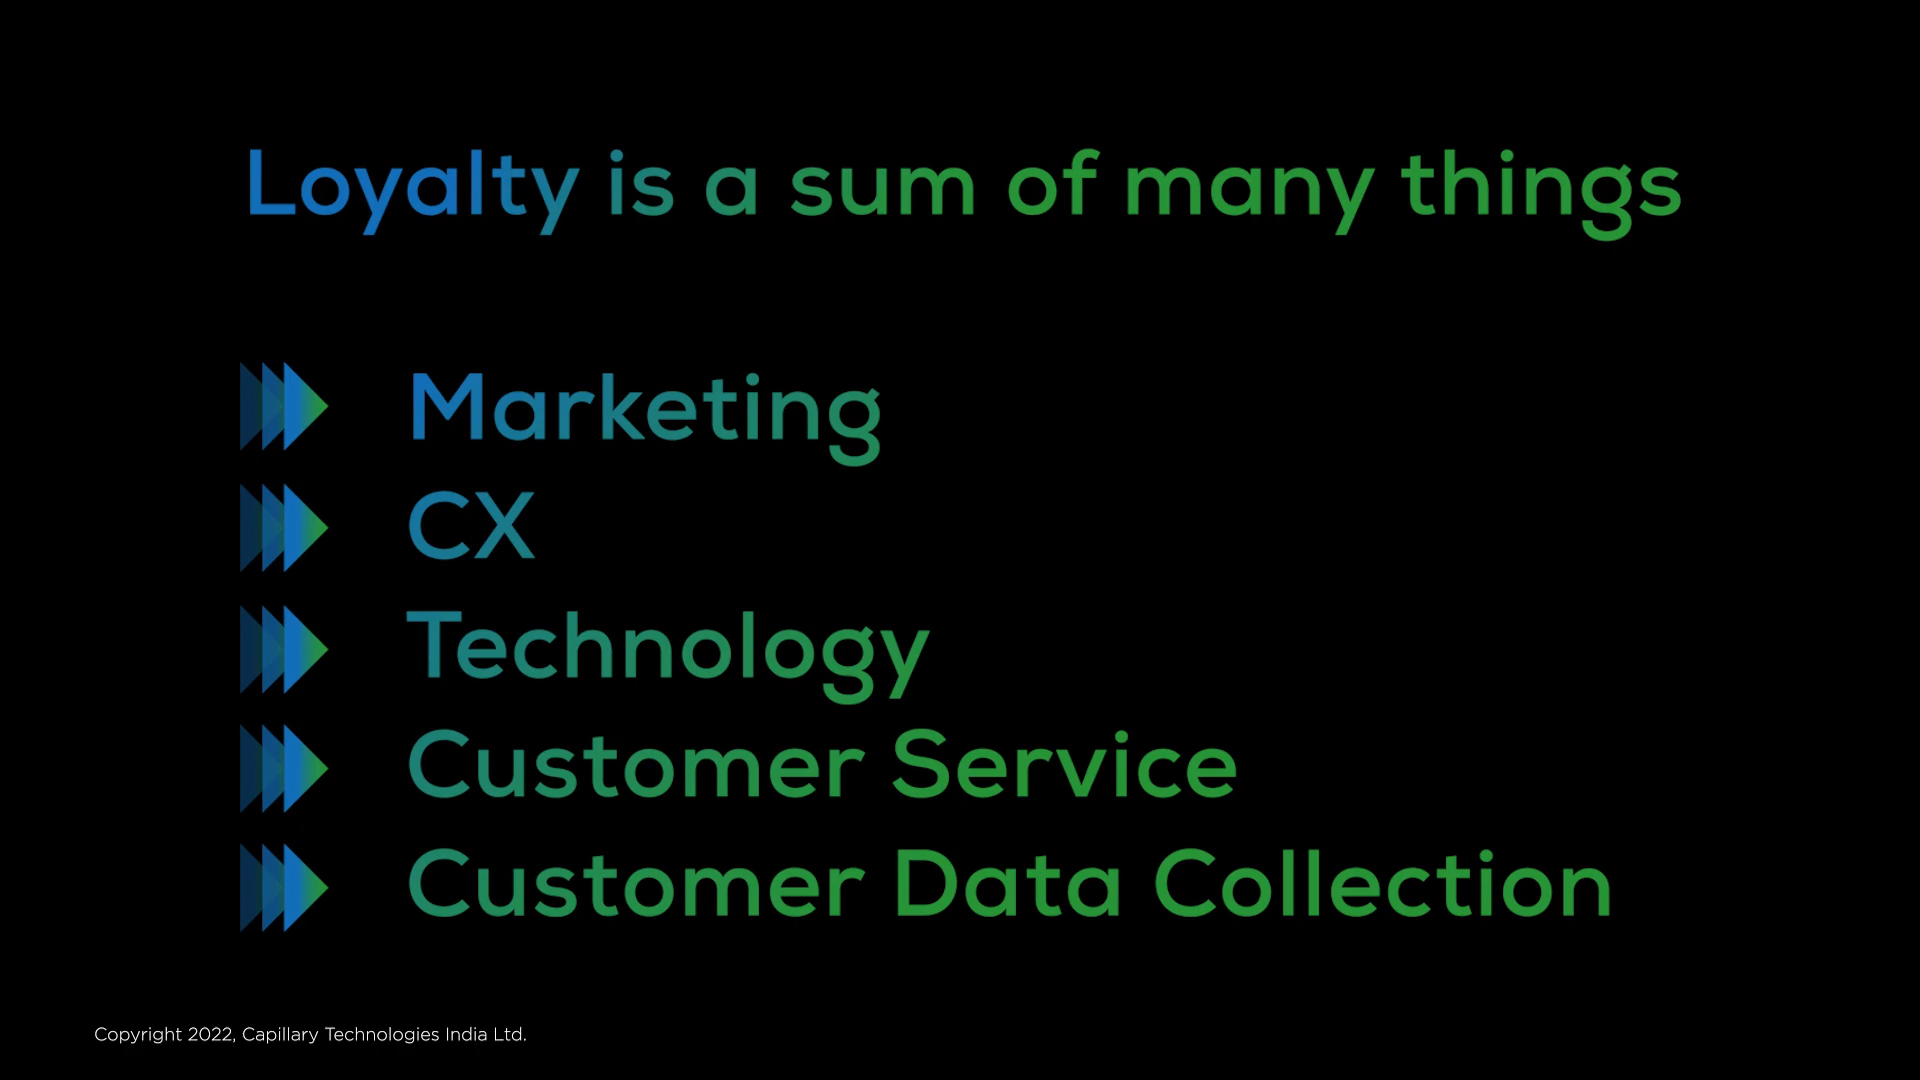 Loyalty is a sum of many things
Marketing
CX
Technology
Customer Service
Customer Data Collection
Copyright 2022, Capillary Technologies India Ltd.